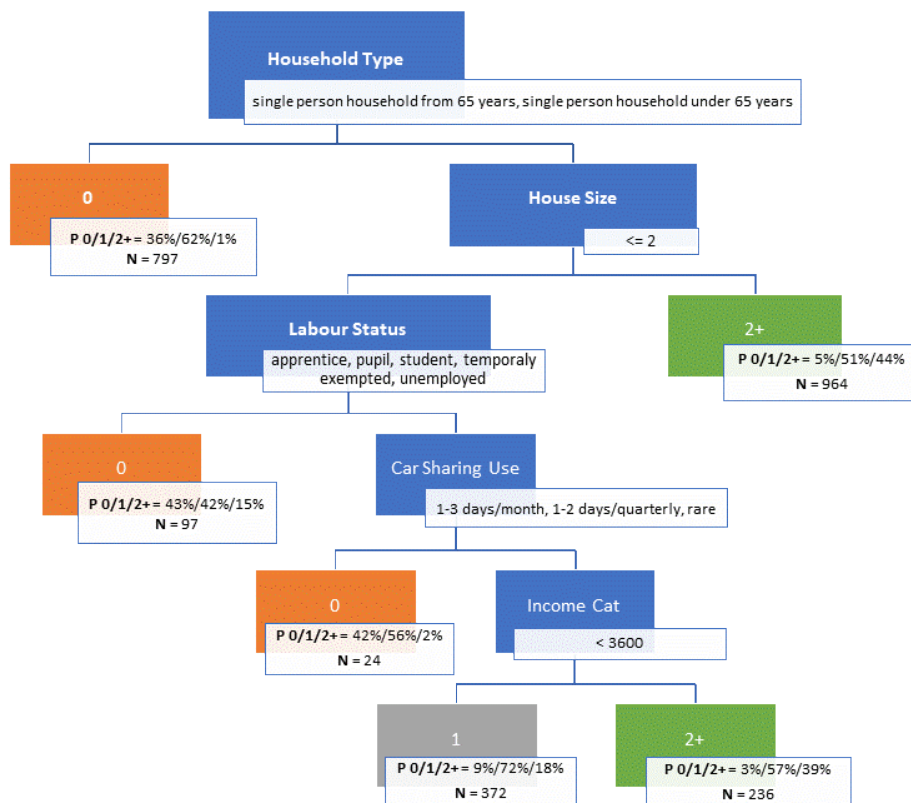 Household Type
single person household from 65 years, single person household under 65 years
0
P 0/1/2+ = 36%/62%/1%
N = 797
House Size
<= 2
Labour Status
apprentice, pupil, student, temporaly
exempted, unemployed
2+
P 0/1/2+ = 5%/51%/44%
N = 964
0
P 0/1/2+ = 43%/42%/15%
N = 97
Car Sharing Use
1-3 days/month, 1-2 days/quarterly, rare
0
P 0/1/2+ = 42%/56%/2%
N = 24
Income Cat
< 3600
1
P 0/1/2+ = 9%/72%/18%
N = 372
2+
P 0/1/2+ = 3%/57%/39%
N = 236